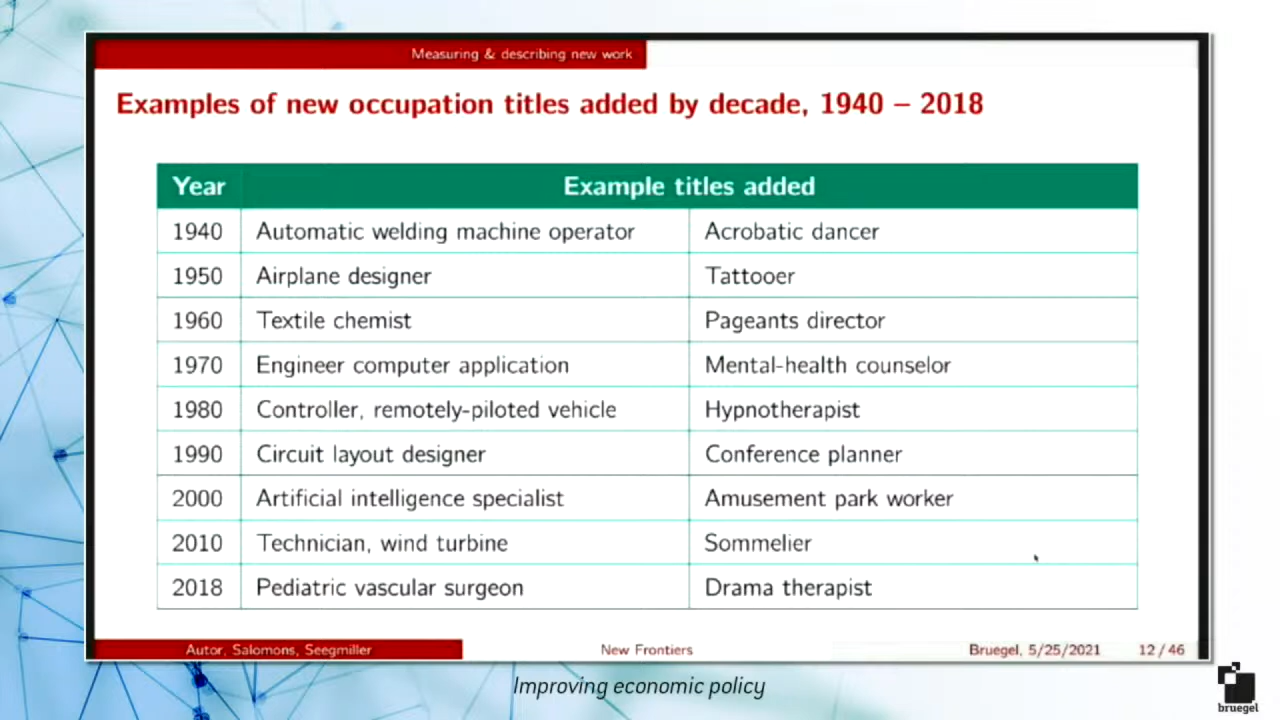 Measuring & describing new work
Examples of new occupation titles added by decade, 1940 – 2018
Year Example titles added
1940 Automatic welding machine operator Acrobatic dancer
1950 Airplane designer Tattooer
1960 Textile chemist Pageants director
1970 Engineer computer application Mental-health counselor
1980 Controller, remotely-piloted vehicle Hypnotherapist
1990 Circuit layout designer Conference planner
2000 Artificial intelligence specialist Amusement park worker
2010 Technician, wind turbine Sommelier
2018 Pediatric vascular surgeon Drama therapist
Autor, Salomons, Seegmiller New Frontiers Bruegel, 5/25/2021 12 / 46
Improving economic policy
bruegel